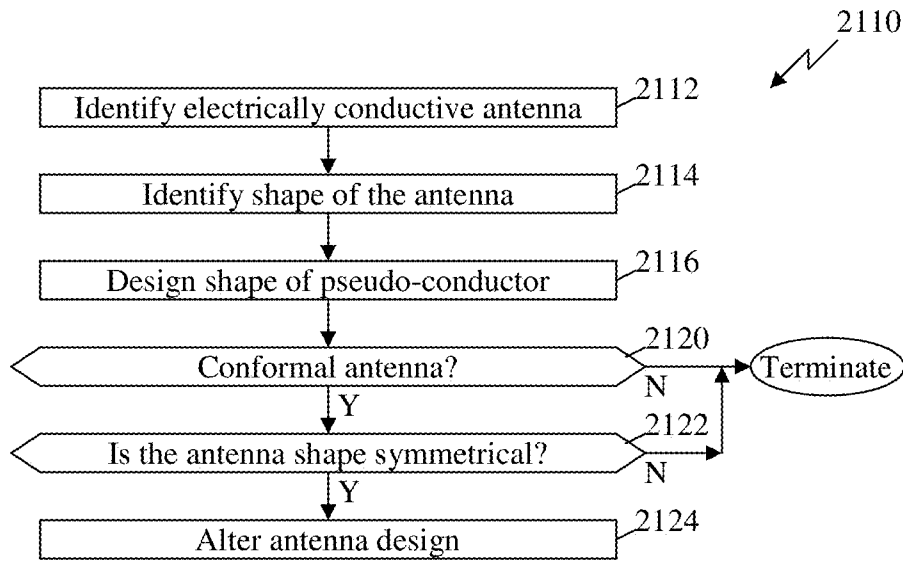 2110
Identify electrically conductive antenna
2112
Identify shape of the antenna
2114
Design shape of pseudo-conductor
2116
Conformal antenna?
2120
N
Terminate
Y
Is the antenna shape symmetrical?
2122
N
Y
Alter antenna design
2124